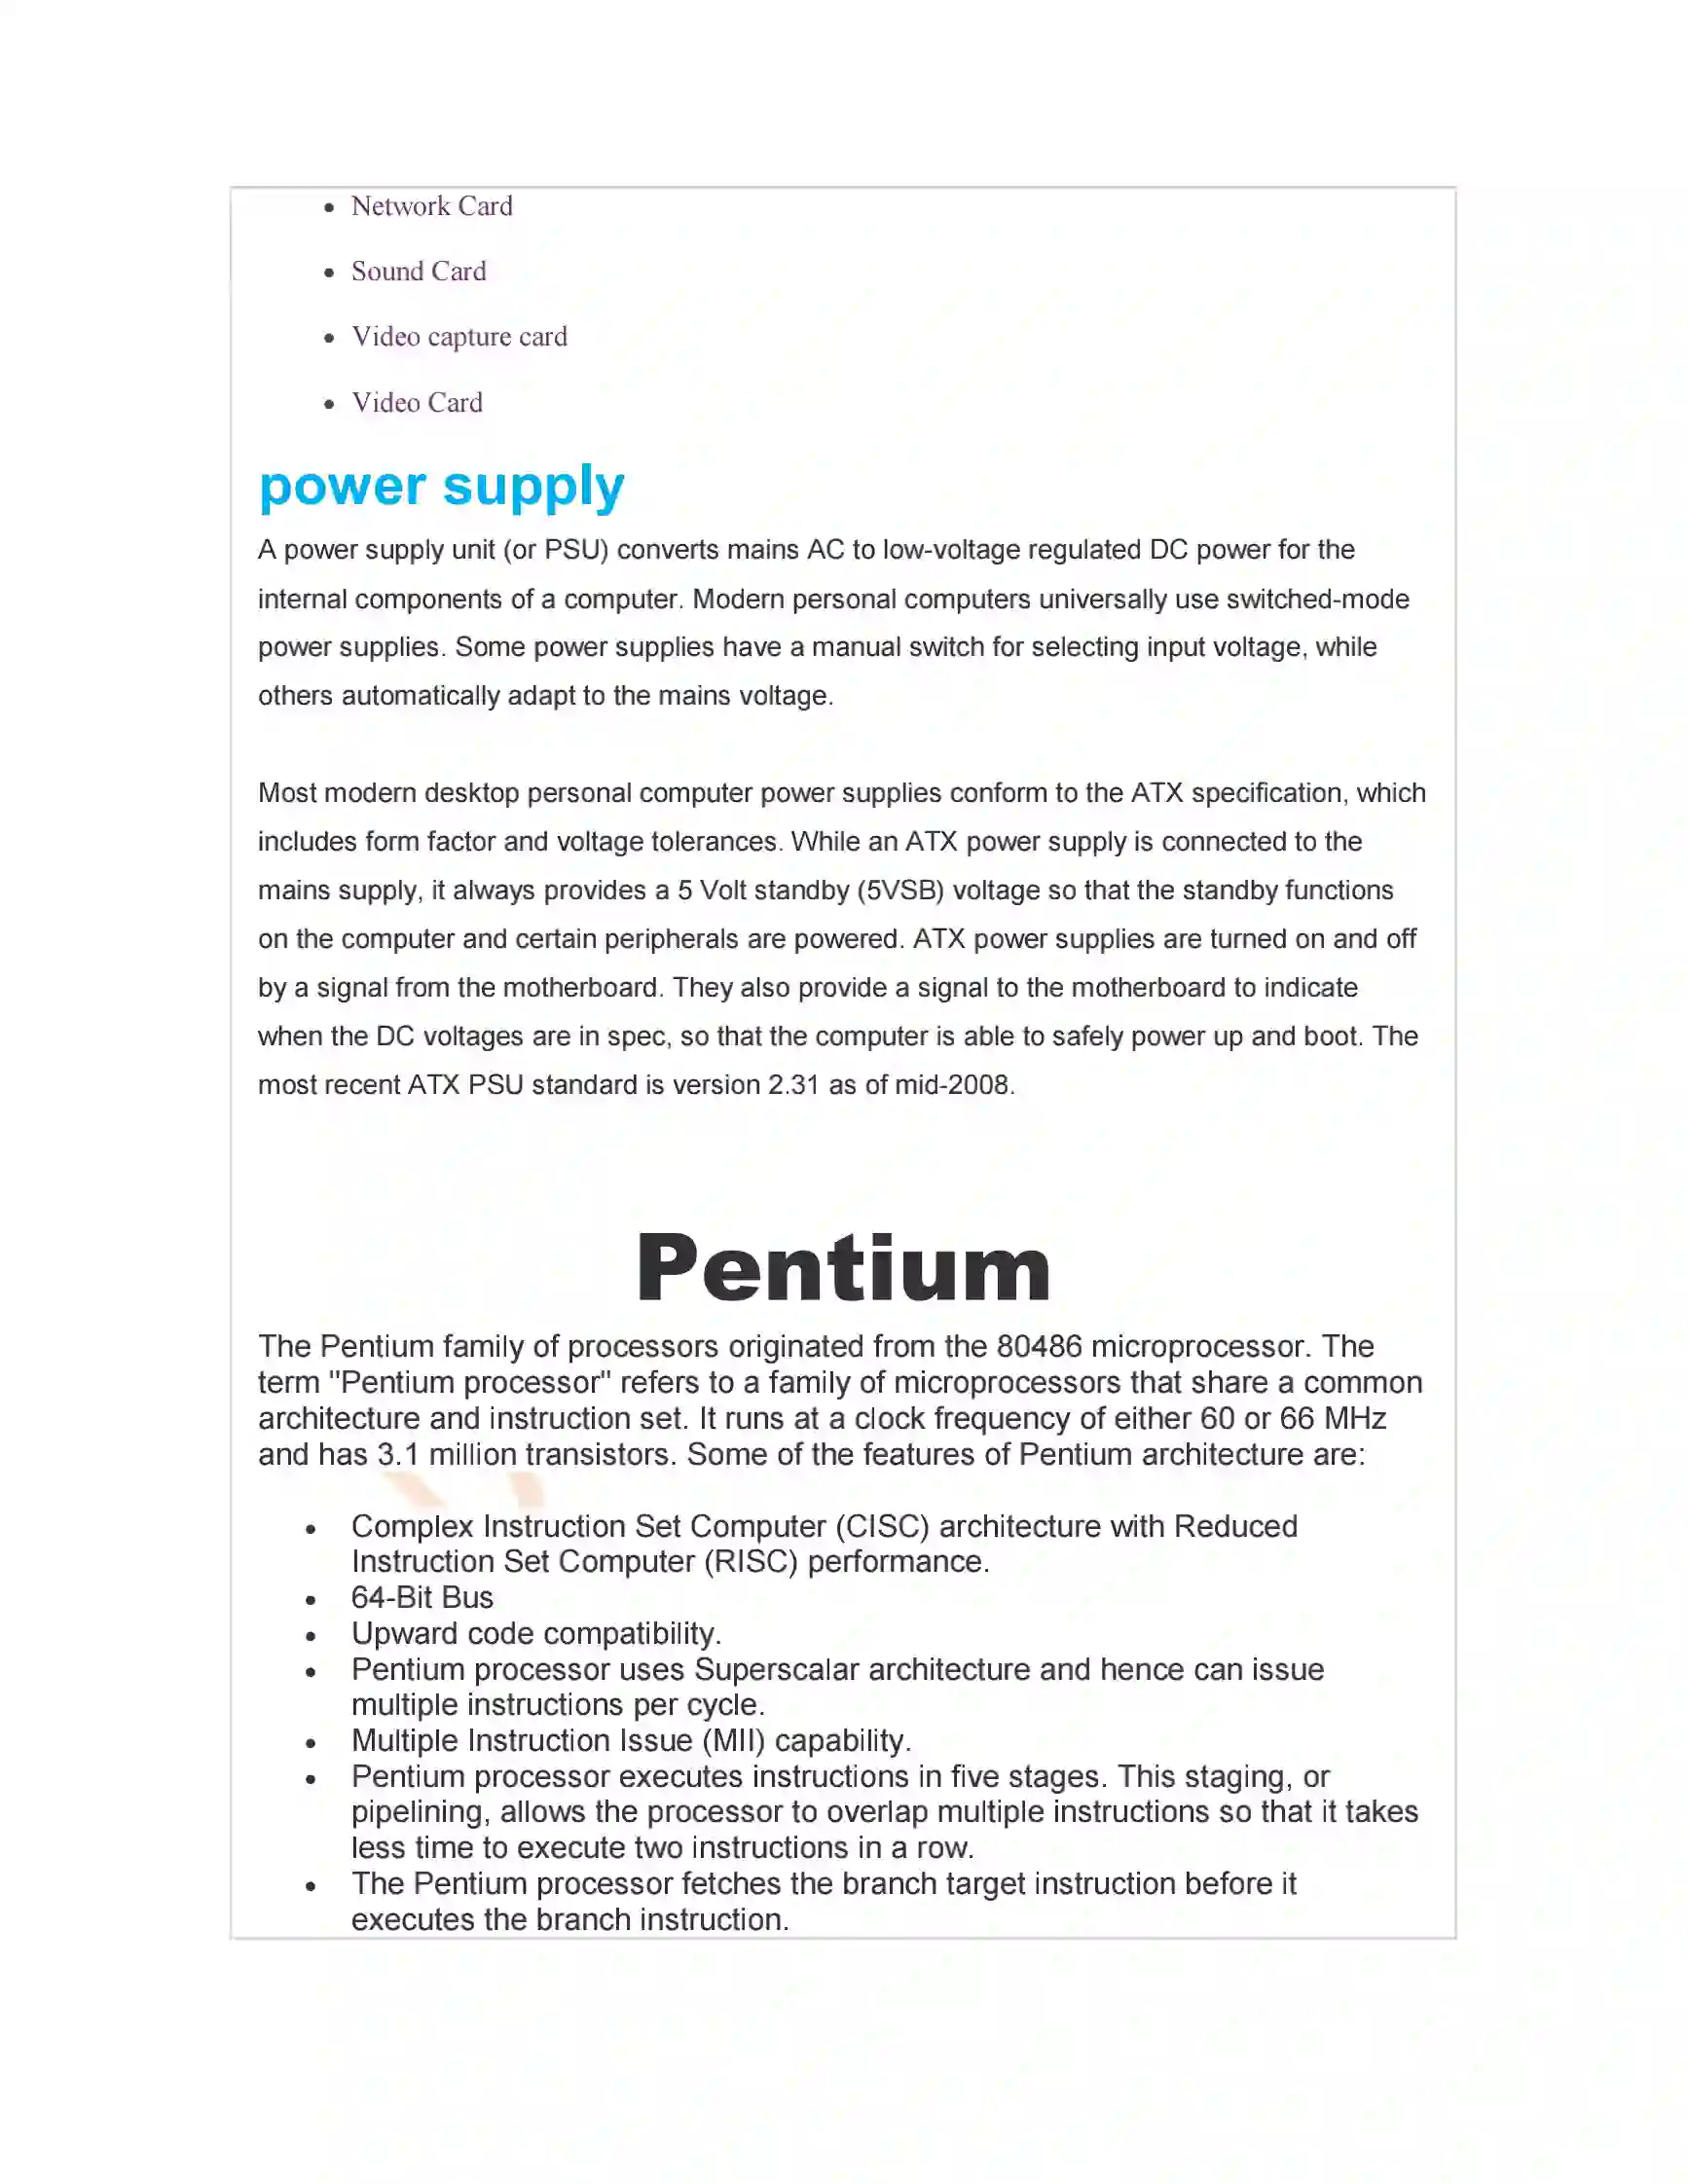 Network Card
Sound Card
Video capture card
Video Card
power supply
A power supply unit (or PSU) converts mains AC to low-voltage regulated DC power for the
internal components of a computer. Modern personal computers universally use switched-mode
power supplies. Some power supplies have a manual switch for selecting input voltage, while
others automatically adapt to the mains voltage.
Most modern desktop personal computer power supplies conform to the ATX specification, which
includes form factor and voltage tolerances. While an ATX power supply is connected to the
mains supply, it always provides a 5 Volt standby (5VSB) voltage so that the standby functions
on the computer and certain peripherals are powered. ATX power supplies are turned on and off
by a signal from the motherboard. They also provide a signal to the motherboard to indicate
when the DC voltages are in spec, so that the computer is able to safely power up and boot. The
most recent ATX PSU standard is version 2.31 as of mid-2008.
Pentium
The Pentium family of processors originated from the 80486 microprocessor. The
term "Pentium processor" refers to a family of microprocessors that share a common
architecture and instruction set. It runs at a clock frequency of either 60 or 66 MHz
and has 3.1 million transistors. Some of the features of Pentium architecture are:
Complex Instruction Set Computer (CISC) architecture with Reduced
Instruction Set Computer (RISC) performance.
64-Bit Bus
Upward code compatibility.
Pentium processor uses Superscalar architecture and hence can issue
multiple instructions per cycle.
Multiple Instruction Issue (MII) capability.
Pentium processor executes instructions in five stages. This staging, or
pipelining, allows the processor to overlap multiple instructions so that it takes
less time to execute two instructions in a row.
The Pentium processor fetches the branch target instruction before it
executes the branch instruction.